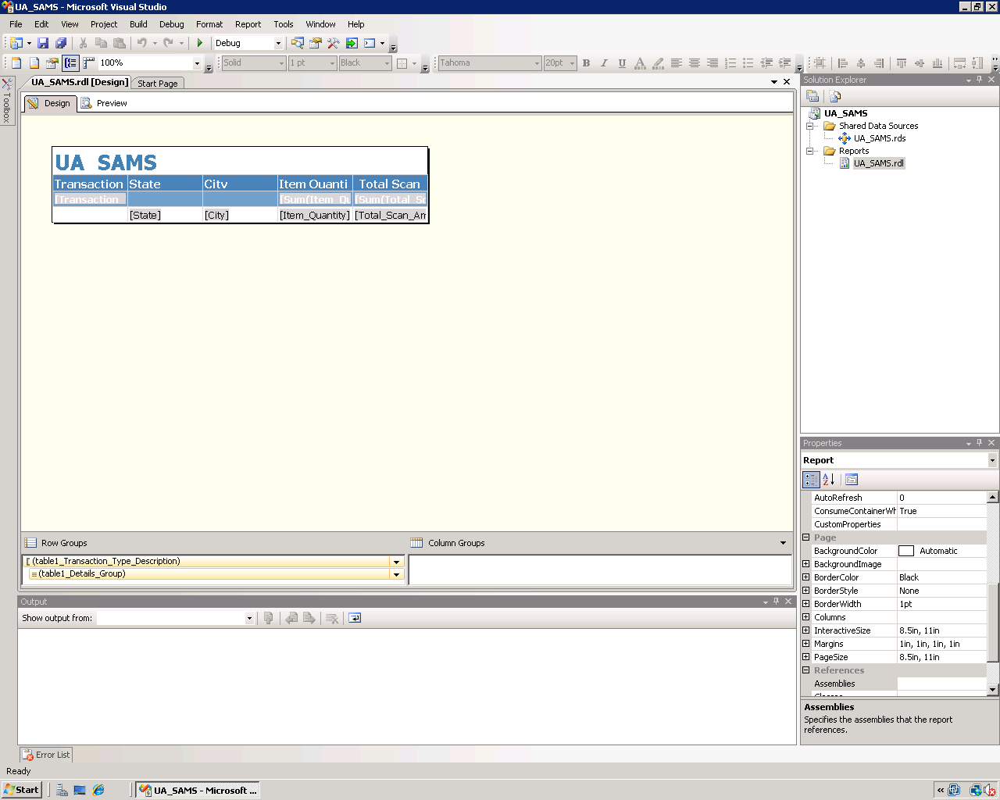 UA_SAMS - Microsoft Visual Studio
File Edit View Project Build Debug Format Report Tools Window Help
Debug
100% Solid 1 pt Black Tahoma 20pt B I U A
UA_SAMS.rdl [Design] Start Page
Toolbox
Design Preview
UA SAMS
Transaction State City Item Quanti Total Scan
[Transaction [Sum(Item_Qu [Sum(Total_Sc
[State] [City] [Item_Quantity] [Total_Scan_Am
Row Groups Column Groups
(table1_Transaction_Type_Description)
(table1_Details_Group)
Output
Show output from:
Error List
Ready
Solution Explorer
UA_SAMS
Shared Data Sources
UA_SAMS.rds
Reports
UA_SAMS.rdl
Properties
Report
AutoRefresh 0
ConsumeContainerWh True
CustomProperties
Page
BackgroundColor Automatic
BackgroundImage
BorderColor Black
BorderStyle None
BorderWidth 1pt
Columns
InteractiveSize 8.5in, 11in
Margins 1in, 1in, 1in, 1in
PageSize 8.5in, 11in
References
Assemblies
Assemblies
Specifies the assemblies that the report
references.
Start UA_SAMS - Microsoft ...